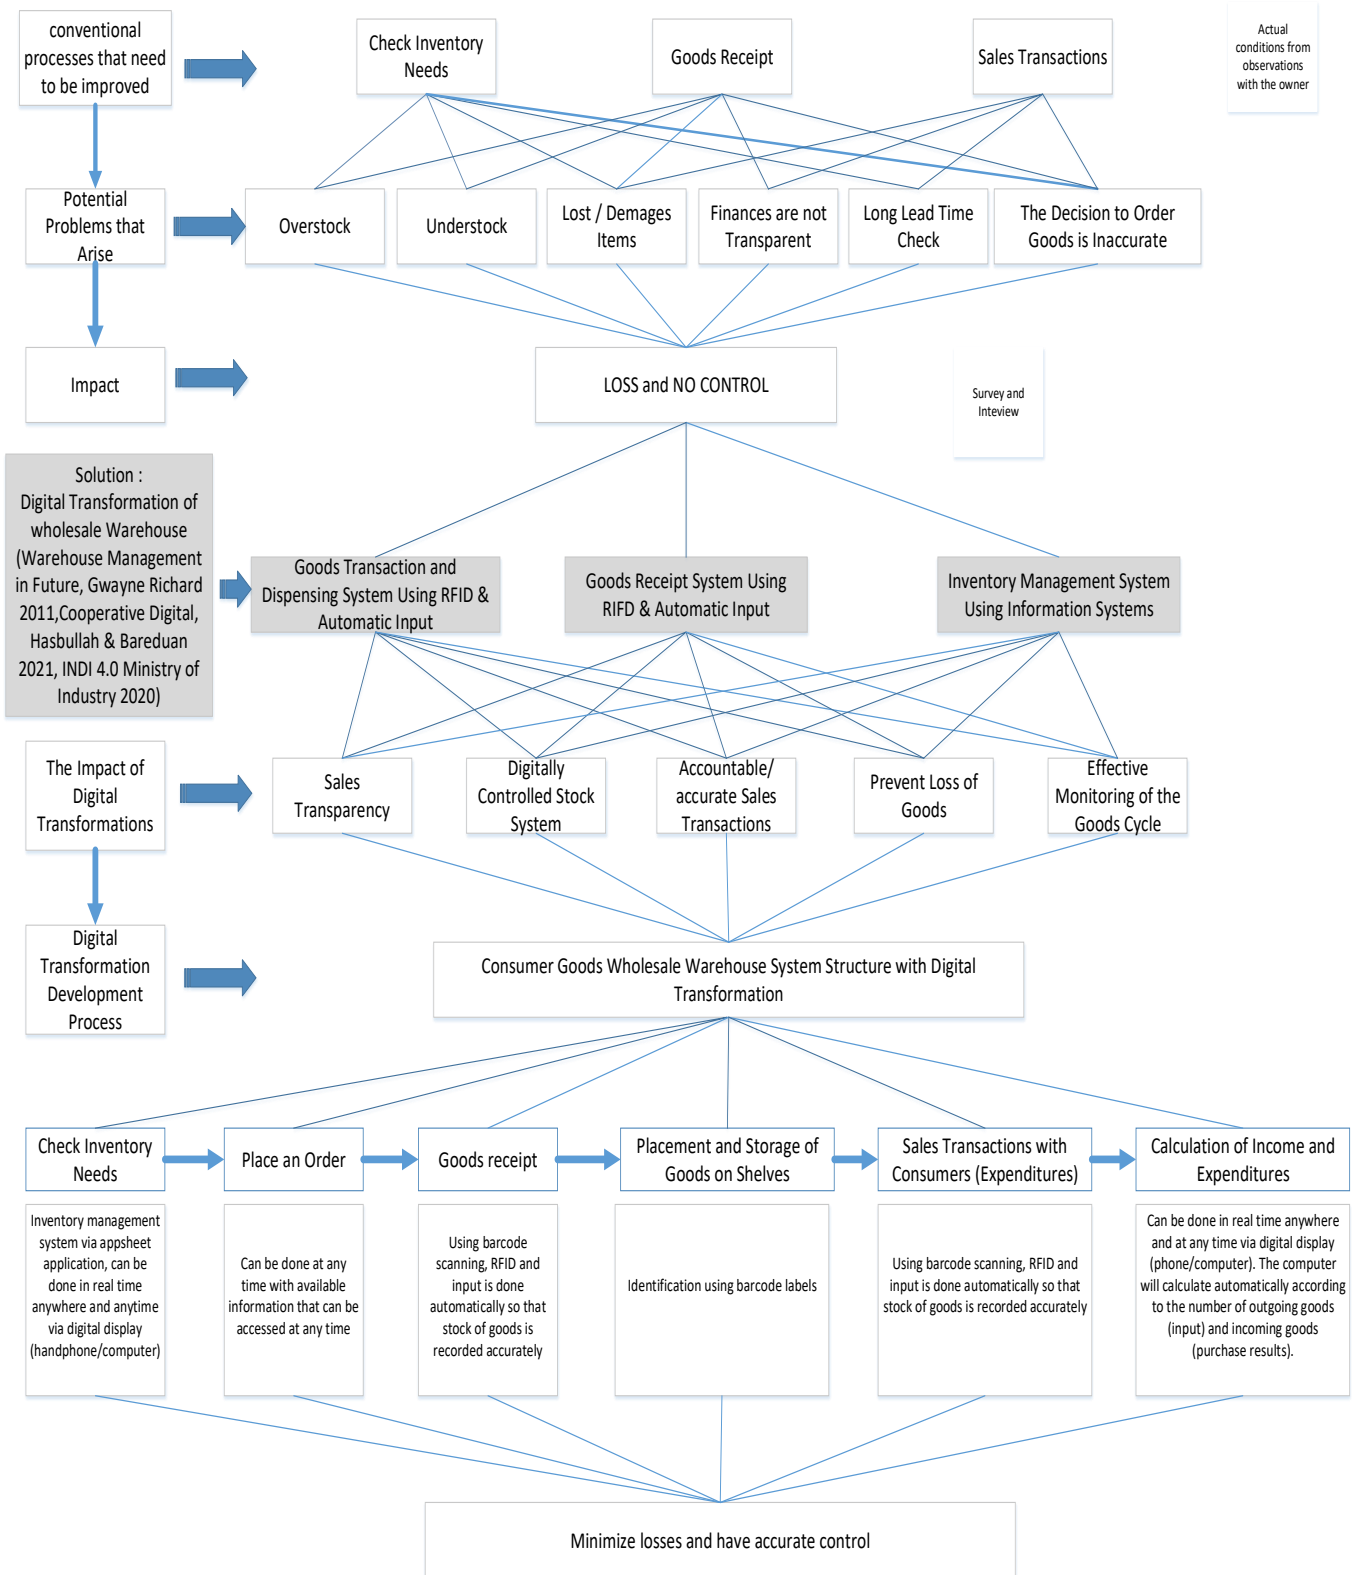 conventional
processes that need
to be improved
Check Inventory
Needs
Goods Receipt
Sales Transactions
Actual
conditions from
observations
with the owner
Potential
Problems that
Arise
Overstock
Understock
Lost / Demages
Items
Finances are not
Transparent
Long Lead Time
Check
The Decision to Order
Goods is Inaccurate
Impact
LOSS and NO CONTROL
Survey and
Inteview
Solution :
Digital Transformation of
wholesale Warehouse
(Warehouse Management
in Future, Gwayne Richard
2011,Cooperative Digital,
Hasbullah & Bareduan
2021, INDI 4.0 Ministry of
Industry 2020)
Goods Transaction and
Dispensing System Using RFID &
Automatic Input
Goods Receipt System Using
RIFD & Automatic Input
Inventory Management System
Using Information Systems
The Impact of
Digital
Transformations
Sales
Transparency
Digitally
Controlled Stock
System
Accountable/
accurate Sales
Transactions
Prevent Loss of
Goods
Effective
Monitoring of the
Goods Cycle
Digital
Transformation
Development
Process
Consumer Goods Wholesale Warehouse System Structure with Digital
Transformation
Check Inventory
Needs
Place an Order
Goods receipt
Placement and Storage of
Goods on Shelves
Sales Transactions with
Consumers (Expenditures)
Calculation of Income and
Expenditures
Inventory management
system via appsheet
application, can be
done in real time
anywhere and anytime
via digital display
(handphone/computer)
Can be done at any
time with available
information that can be
accessed at any time
Using barcode
scanning, RFID and
input is done
automatically so that
stock of goods is
recorded accurately
Identification using barcode labels
Using barcode scanning, RFID and
input is done automatically so that
stock of goods is recorded accurately
Can be done in real time anywhere
and at any time via digital display
(phone/computer). The computer
will calculate automatically according
to the number of outgoing goods
(input) and incoming goods
(purchase results).
Minimize losses and have accurate control